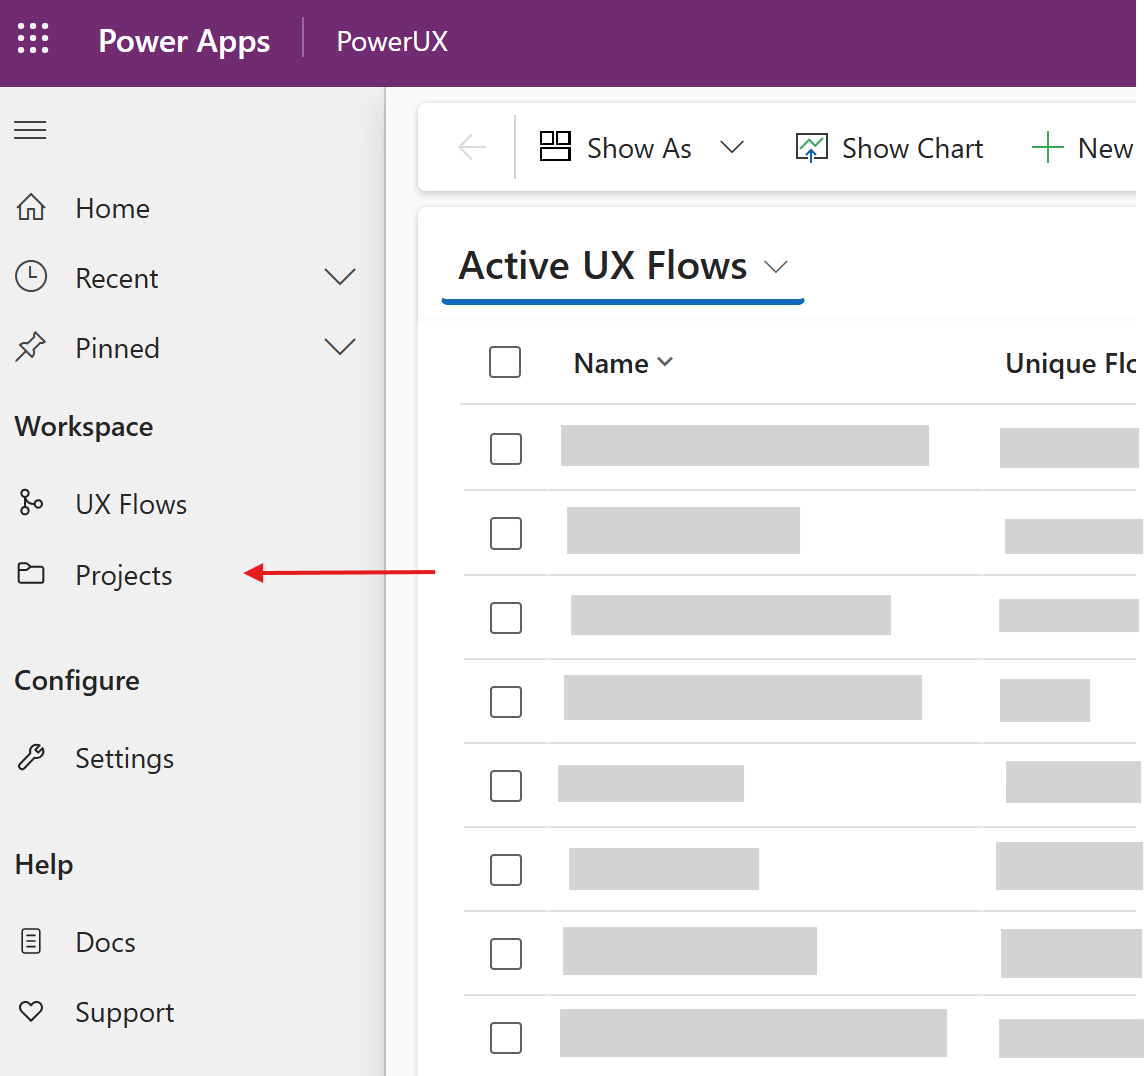 Power Apps PowerUX
Show As Show Chart New
Home
Recent
Pinned
Workspace
UX Flows
Projects
Configure
Settings
Help
Docs
Support
Active UX Flows
Name Unique Flo